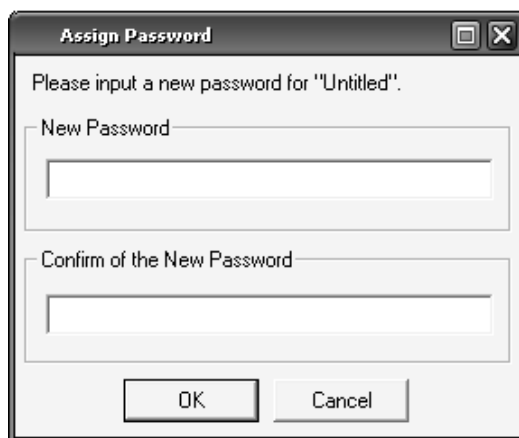 Assign Password
Please input a new password for "Untitled".
New Password
Confirm of the New Password
OK Cancel